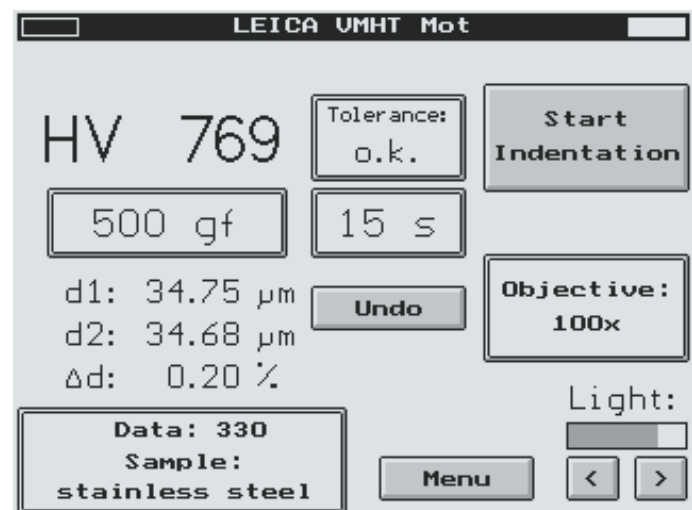 LEICA VMHT Mot
HV 769
Tolerance:
o.k.
Start
Indentation
500 gf
15 s
d1: 34.75 µm
d2: 34.68 µm
Δd: 0.20 %
Undo
Objective:
100x
Light:
Data: 330
Sample:
stainless steel
Menu
< >